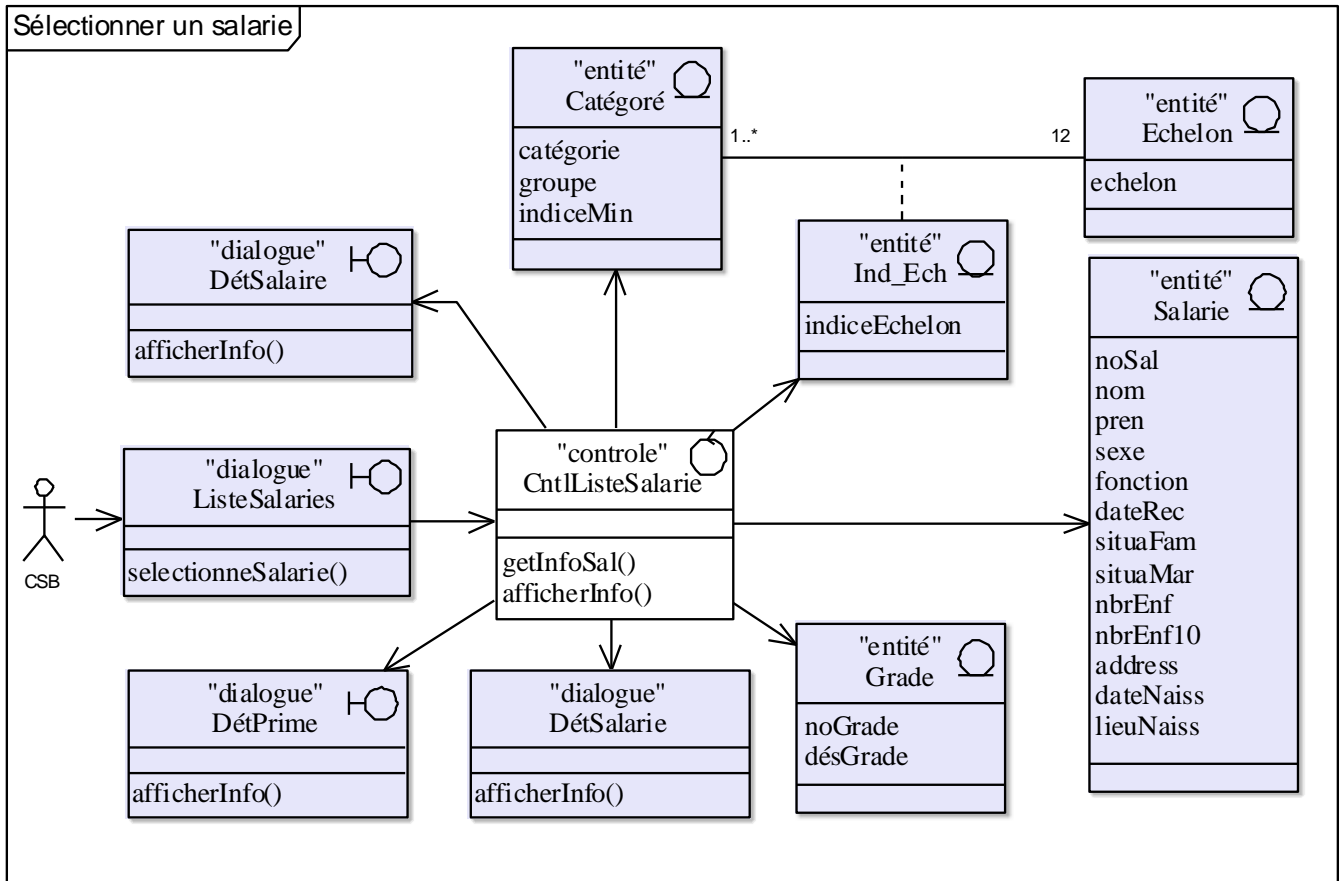 Sélectionner un salarie
"entité"
Catégoré
catégorie
groupe
indiceMin
1..*
12
"entité"
Echelon
echelon
"entité"
Ind_Ech
indiceEchelon
"dialogue"
DétSalaire
afficherInfo()
"entité"
Salarie
noSal
nom
pren
sexe
fonction
dateRec
situaFam
situaMar
nbrEnf
nbrEnf10
address
dateNaiss
lieuNaiss
CSB
"dialogue"
ListeSalaries
selectionneSalarie()
"controle"
CntlListeSalarie
getInfoSal()
afficherInfo()
"dialogue"
DétPrime
afficherInfo()
"dialogue"
DétSalarie
afficherInfo()
"entité"
Grade
noGrade
désGrade